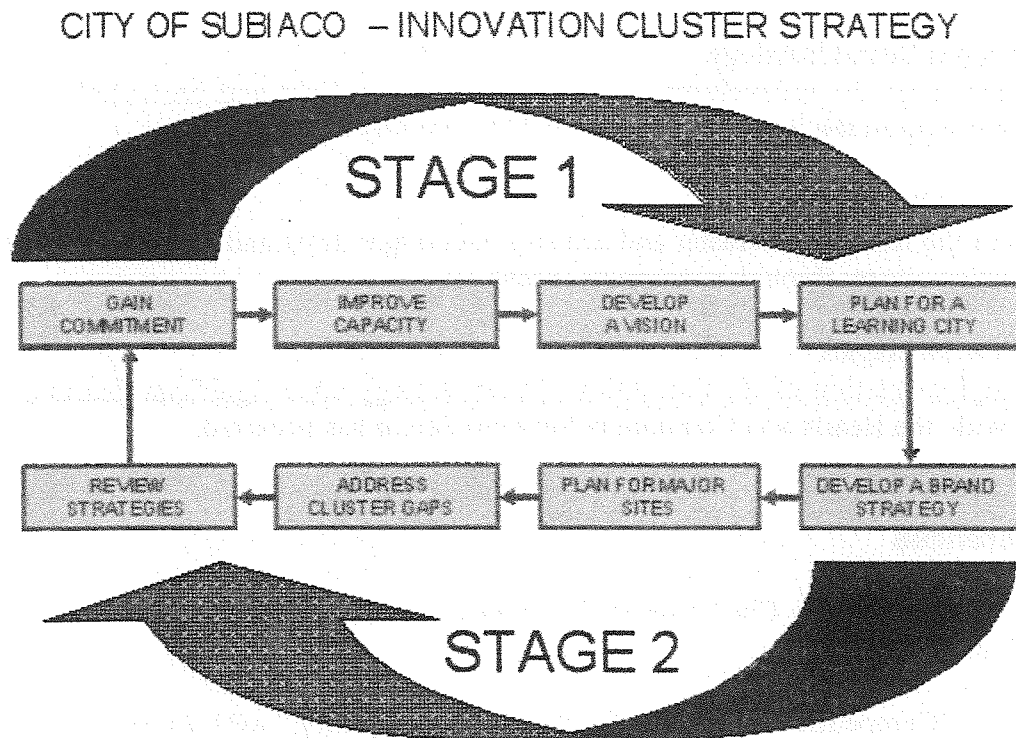 CITY OF SUBIACO – INNOVATION CLUSTER STRATEGY
STAGE 1
GAIN
COMMITMENT
IMPROVE
CAPACITY
DEVELOP
A VISION
PLAN FOR A
LEARNING CITY
REVIEW
STRATEGIES
ADDRESS
CLUSTER GAPS
PLAN FOR MAJOR
SITES
DEVELOP A BRAND
STRATEGY
STAGE 2